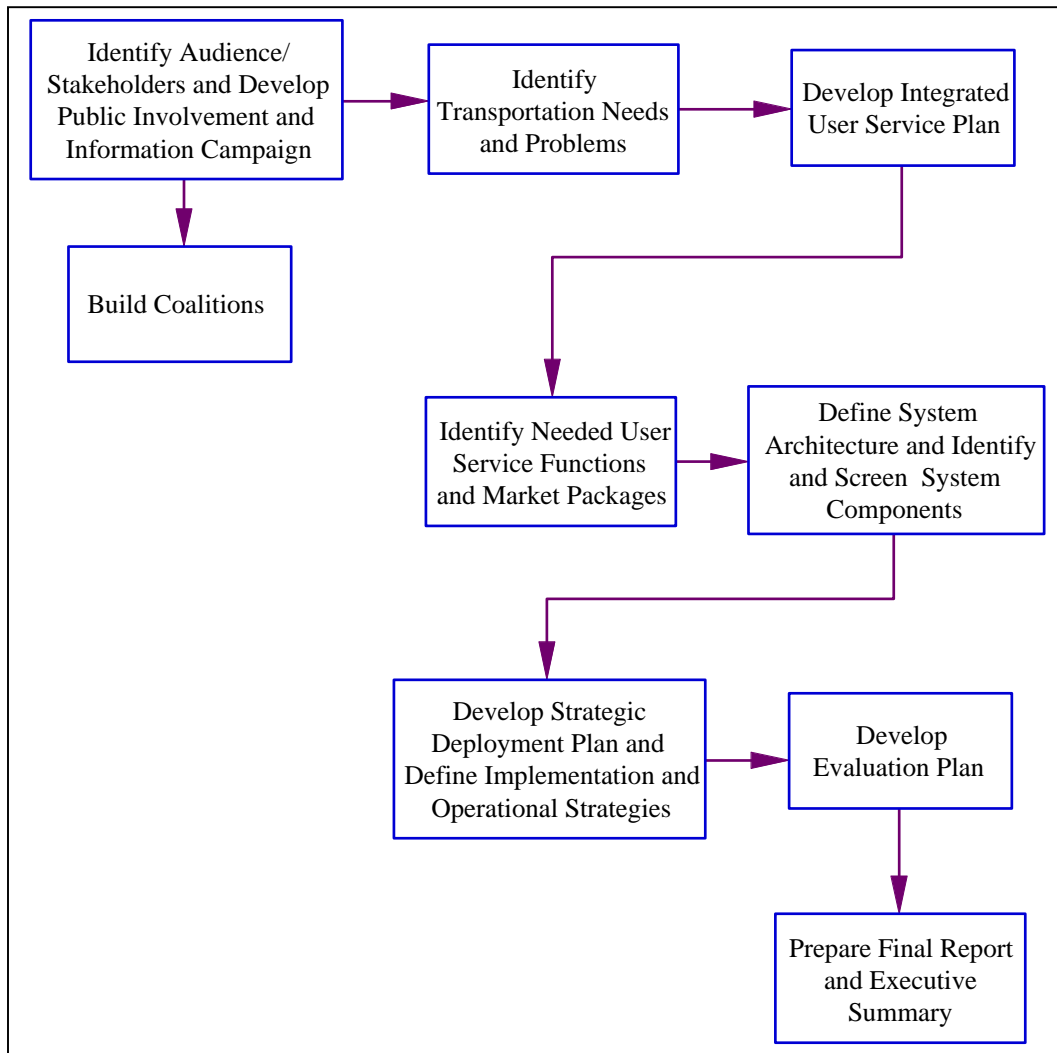 Identify Audience/
Stakeholders and Develop
Public Involvement and
Information Campaign
Identify
Transportation Needs
and Problems
Develop Integrated
User Service Plan
Build Coalitions
Identify Needed User
Service Functions
and Market Packages
Define System
Architecture and Identify
and Screen System
Components
Develop Strategic
Deployment Plan and
Define Implementation and
Operational Strategies
Develop
Evaluation Plan
Prepare Final Report
and Executive
Summary